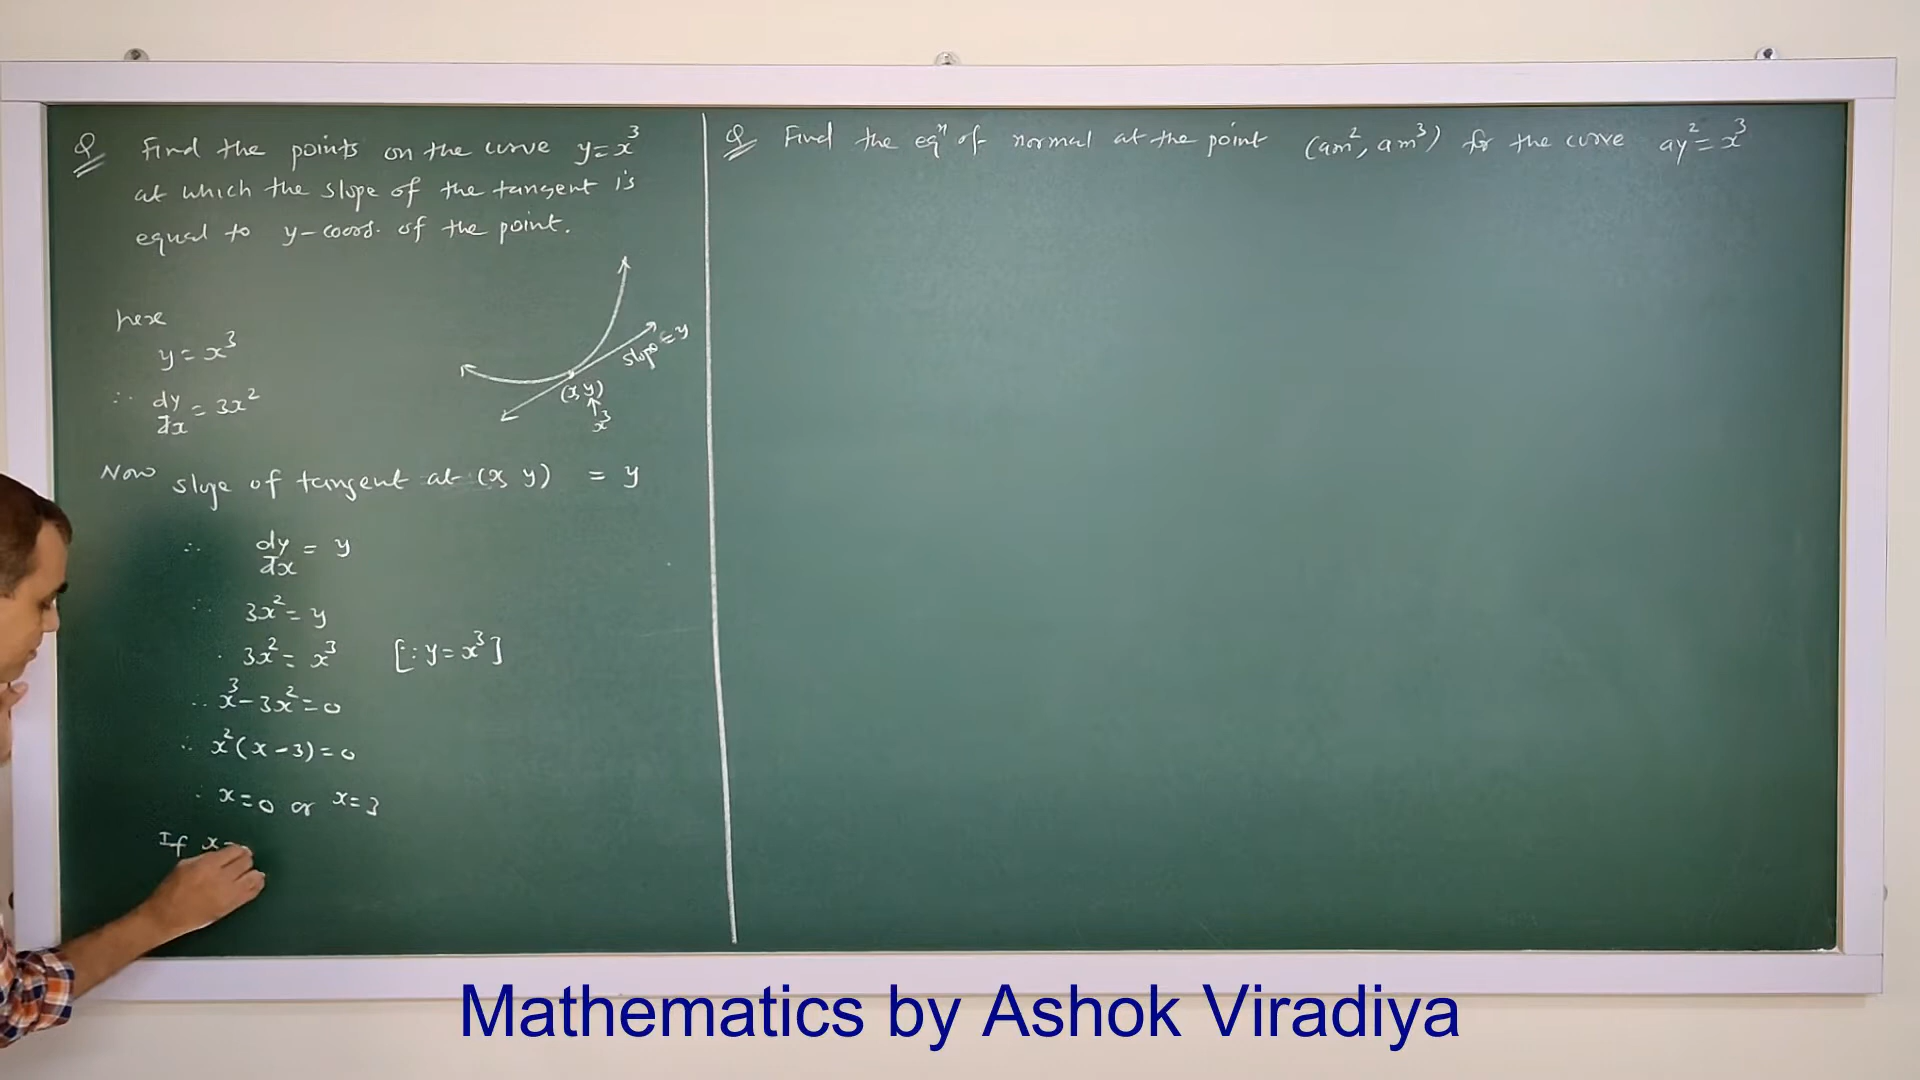 Q Find the points on the curve y=x³
at which the slope of the tangent is
equal to y-coord. of the point.
slope = y
(x, y)
x³
here
y = x³
∴ dy/dx = 3x²
Now slope of tangent at (x, y) = y
∴ dy/dx = y
∴ 3x² = y
∴ 3x² = x³ [∵ y = x³]
∴ x³ - 3x² = 0
∴ x²(x - 3) = 0
∴ x = 0 or x = 3
If x =
Q Find the eqⁿ of normal at the point (am², am³) for the curve ay² = x³
Mathematics by Ashok Viradiya